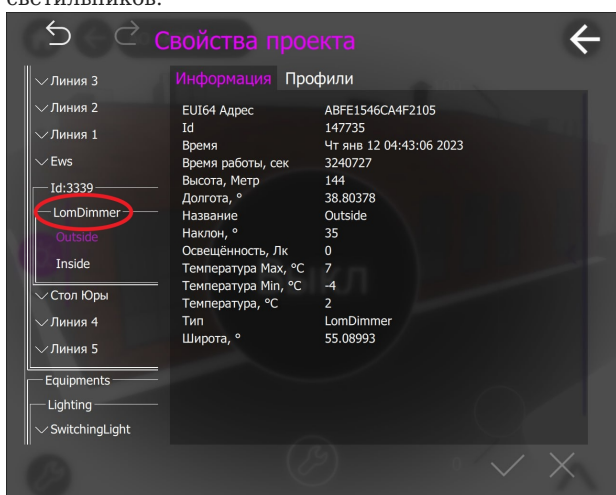 светильников.
Свойства проекта
Линия 3
Линия 2
Линия 1
Ews
Id:3339
LomDimmer
Outside
Inside
Стол Юры
Линия 4
Линия 5
Equipments
Lighting
SwitchingLight
Информация Профили
EUI64 Адрес ABFE1546CA4F2105
Id 147735
Время Чт янв 12 04:43:06 2023
Время работы, сек 3240727
Высота, Метр 144
Долгота, ° 38.80378
Название Outside
Наклон, ° 35
Освещённость, Лк 0
Температура Max, °C 7
Температура Min, °C -4
Температура, °C 2
Тип LomDimmer
Широта, ° 55.08993
ЫКЛ